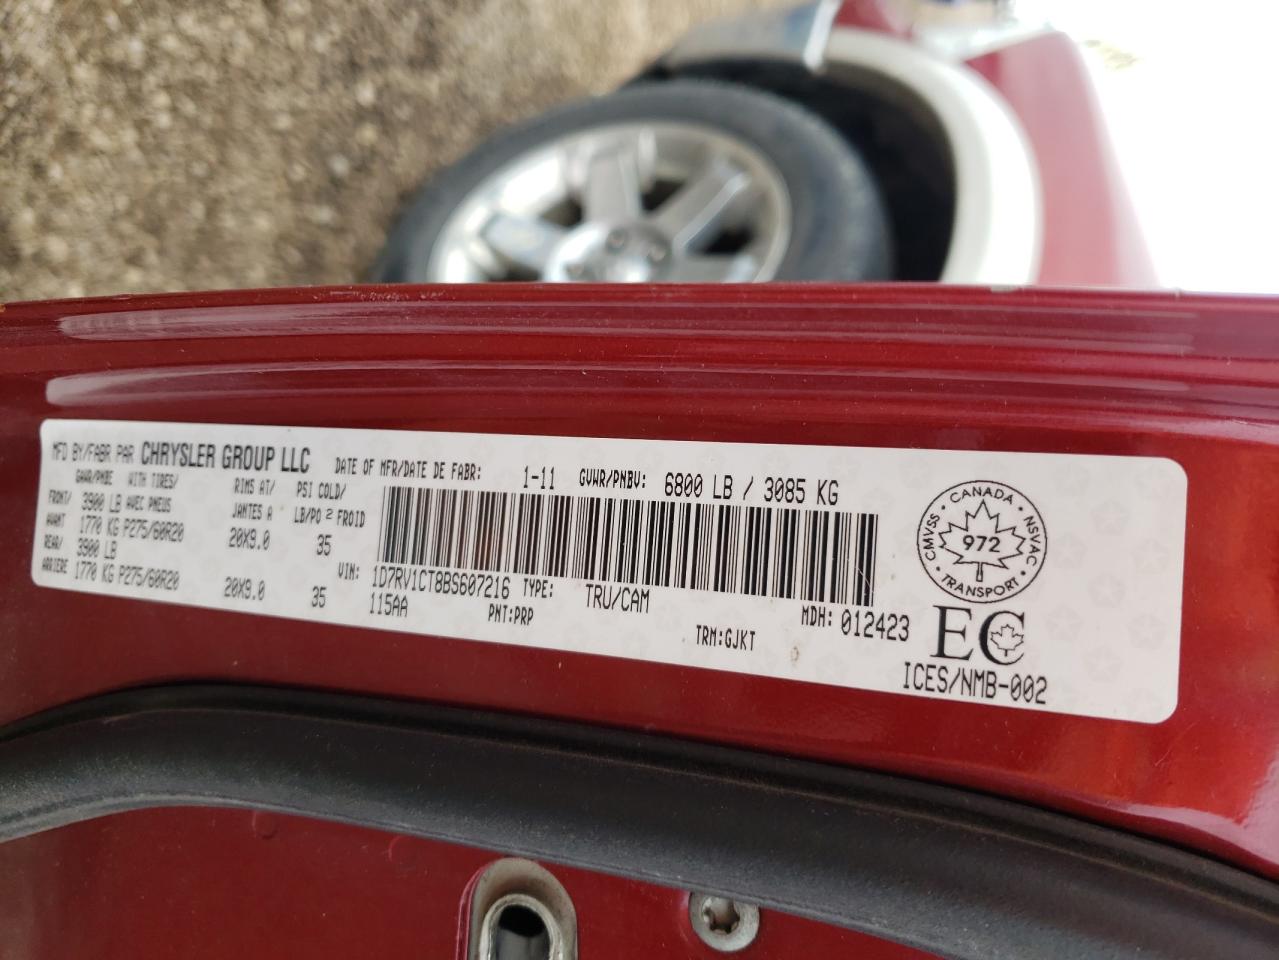 MFD BY/FABR PAR CHRYSLER GROUP LLC DATE OF MFR/DATE DE FABR: 1-11 GVWR/PNBV: 6800 LB / 3085 KG
GAWR/PNBE WITH TIRES/ RIMS AT/ PSI COLD/
FRONT/ 3900 LB AVEC PNEUS JANTES A LB/PO 2 FROID
AVANT 1770 KG P275/60R20 20X9.0 35
REAR/ 3900 LB
ARRIERE 1770 KG P275/60R20 20X9.0 35
VIN: 1D7RV1CT8BS607216 TYPE: TRU/CAM MDH: 012423
115AA PNT:PRP TRM:GJKT
CANADA
CMVSS 972 NSVAC
TRANSPORT
EC
ICES/NMB-002